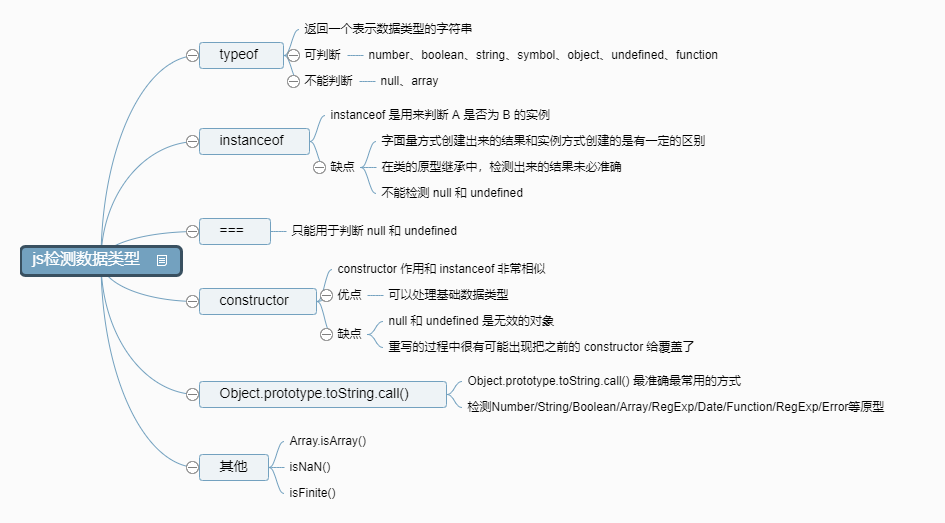 js检测数据类型
typeof
返回一个表示数据类型的字符串
可判断
number、boolean、string、symbol、object、undefined、function
不能判断
null、array
instanceof
instanceof 是用来判断 A 是否为 B 的实例
缺点
字面量方式创建出来的结果和实例方式创建的是有一定的区别
在类的原型继承中，检测出来的结果未必准确
不能检测 null 和 undefined
===
只能用于判断 null 和 undefined
constructor
constructor 作用和 instanceof 非常相似
优点
可以处理基础数据类型
缺点
null 和 undefined 是无效的对象
重写的过程中很有可能出现把之前的 constructor 给覆盖了
Object.prototype.toString.call()
Object.prototype.toString.call() 最准确最常用的方式
检测Number/String/Boolean/Array/RegExp/Date/Function/RegExp/Error等原型
其他
Array.isArray()
isNaN()
isFinite()